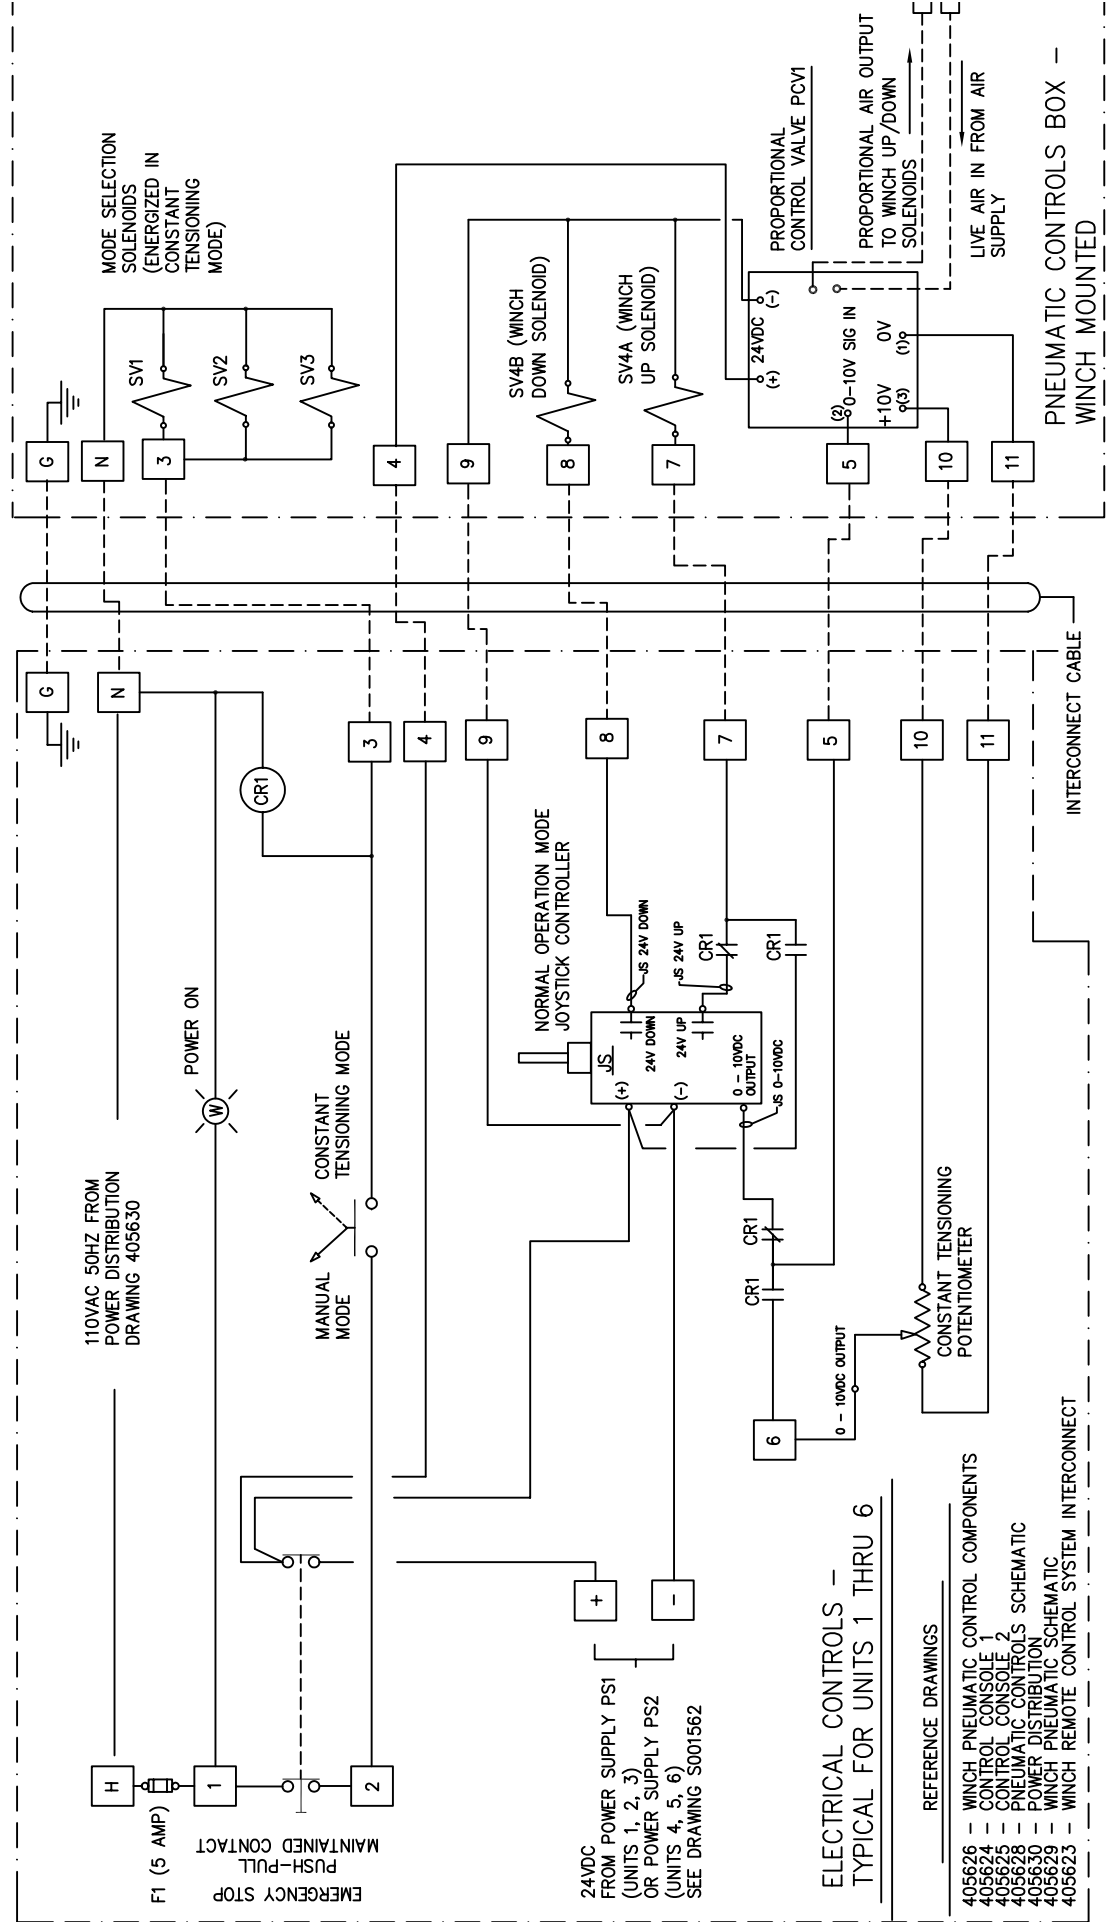 MODE SELECTION
SOLENOIDS
(ENERGIZED IN
CONSTANT
TENSIONING
MODE)
G
N
SV1
SV2
SV3
3
4
9
8
7
5
10
11
SV4B (WINCH
DOWN SOLENOID)
SV4A (WINCH
UP SOLENOID)
24VDC
(+)
(-)
0-10V SIG IN
(2)
0V
(1)
+10V
(3)
PROPORTIONAL
CONTROL VALVE PCV1
PROPORTIONAL AIR OUTPUT
TO WINCH UP/DOWN
SOLENOIDS
LIVE AIR IN FROM AIR
SUPPLY
PNEUMATIC CONTROLS BOX -
WINCH MOUNTED
INTERCONNECT CABLE
G
N
3
4
9
8
7
5
10
11
CR1
POWER ON
W
110VAC 50HZ FROM
POWER DISTRIBUTION
DRAWING 405630
CONSTANT
TENSIONING MODE
MANUAL
MODE
NORMAL OPERATION MODE
JOYSTICK CONTROLLER
JS
JS 24V DOWN
JS 24V UP
24V DOWN
24V UP
(+)
(-)
0 - 10VDC
OUTPUT
JS 0-10VDC
CR1
CR1
CR1
CR1
6
0 - 10VDC OUTPUT
CONSTANT TENSIONING
POTENTIOMETER
H
F1 (5 AMP)
1
2
EMERGENCY STOP
PUSH-PULL
MAINTAINED CONTACT
+
-
24VDC
FROM POWER SUPPLY PS1
(UNITS 1, 2, 3)
OR POWER SUPPLY PS2
(UNITS 4, 5, 6)
SEE DRAWING S001562
ELECTRICAL CONTROLS -
TYPICAL FOR UNITS 1 THRU 6
REFERENCE DRAWINGS
405626 - WINCH PNEUMATIC CONTROL COMPONENTS
405624 - CONTROL CONSOLE 1
405625 - CONTROL CONSOLE 2
405628 - PNEUMATIC CONTROLS SCHEMATIC
405630 - POWER DISTRIBUTION
405629 - WINCH PNEUMATIC SCHEMATIC
405623 - WINCH REMOTE CONTROL SYSTEM INTERCONNECT